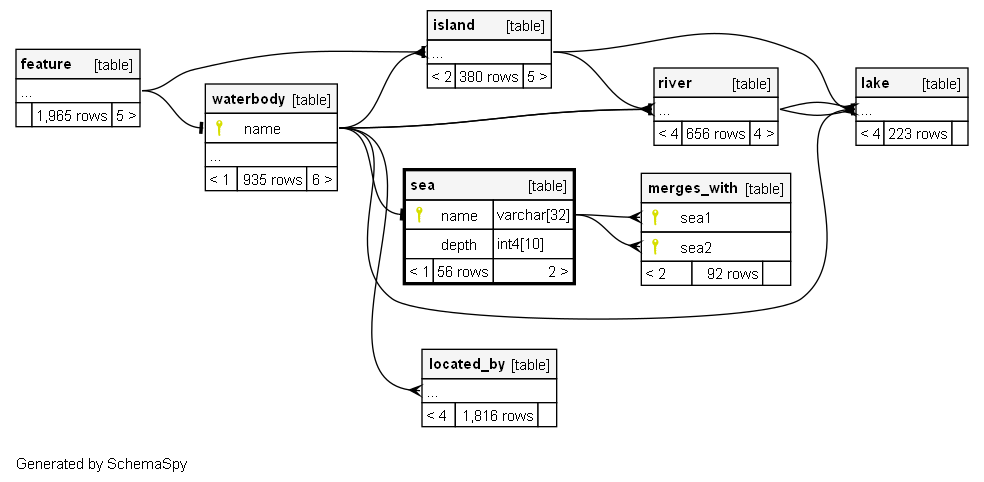 island [table]
...
< 2 380 rows 5 >
feature [table]
...
1,965 rows 5 >
waterbody [table]
name
...
< 1 935 rows 6 >
river [table]
...
< 4 656 rows 4 >
lake [table]
...
< 4 223 rows
sea [table]
name varchar[32]
depth int4[10]
< 1 56 rows 2 >
merges_with [table]
sea1
sea2
< 2 92 rows
located_by [table]
...
< 4 1,816 rows
Generated by SchemaSpy